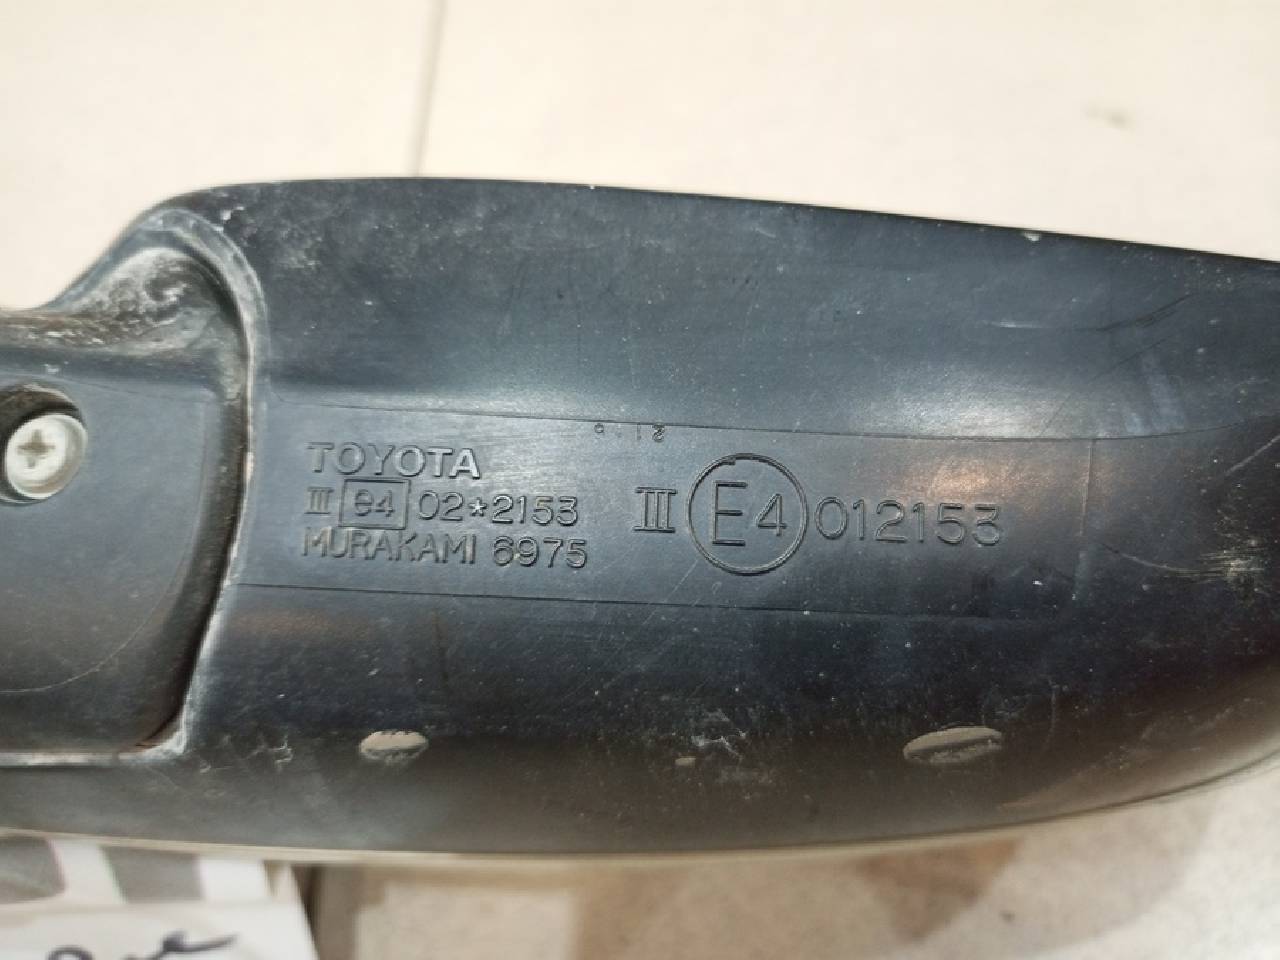 TOYOTA
III e4 02*2153
MURAKAMI 6975
III E4 012153